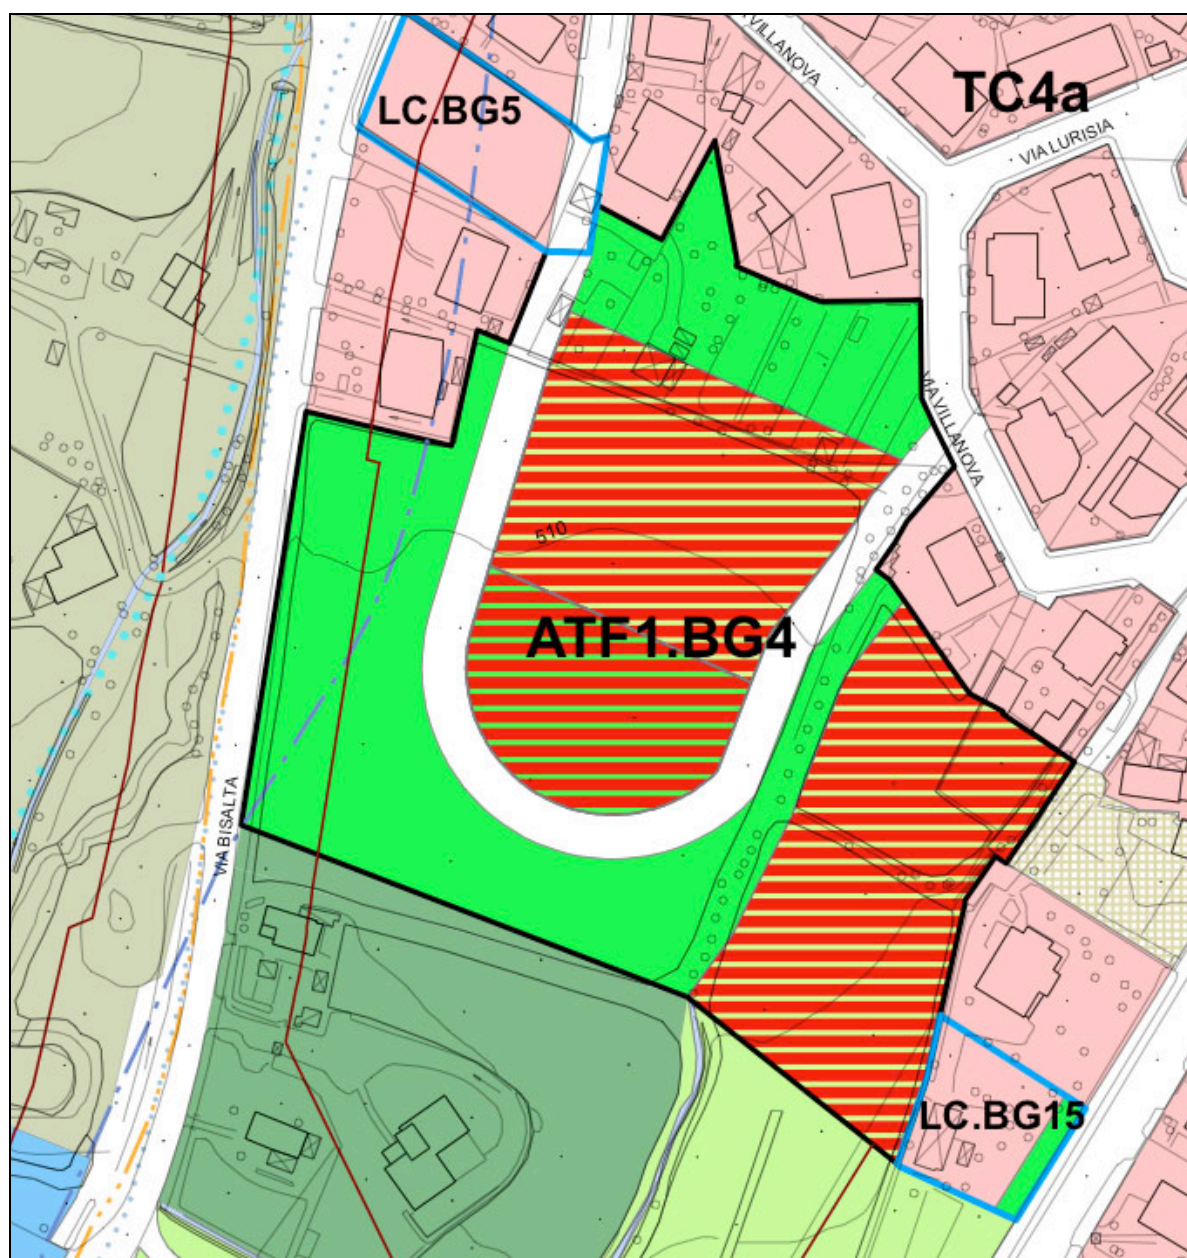 VIA VILLANOVA
TC4a
LC.BG5
VIA LURISIA
VIA VILLANOVA
510
ATF1.BG4
VIA BISALTA
LC.BG15